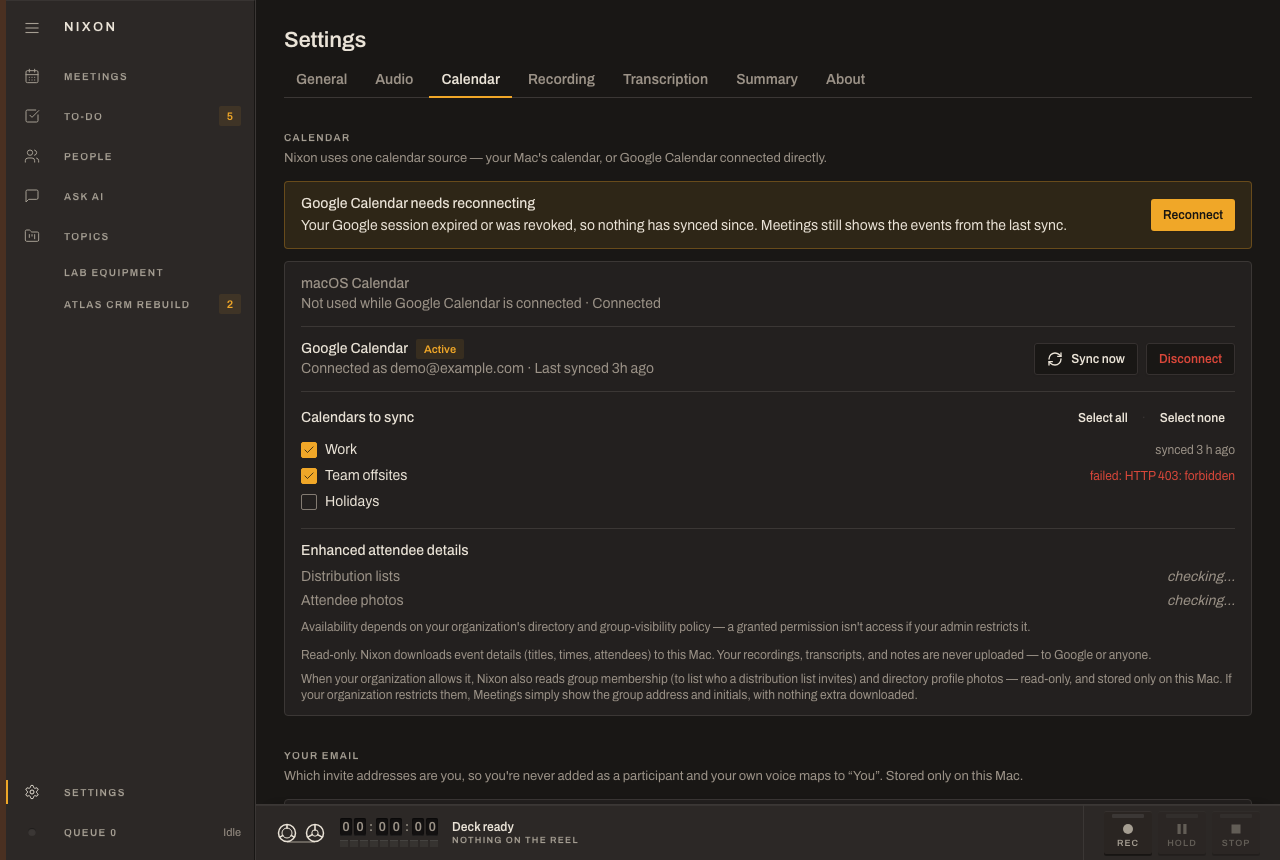 NIXON
MEETINGS
TO-DO 5
PEOPLE
ASK AI
TOPICS
LAB EQUIPMENT
ATLAS CRM REBUILD 2
SETTINGS
QUEUE 0 Idle
Settings
General Audio Calendar Recording Transcription Summary About
CALENDAR
Nixon uses one calendar source — your Mac's calendar, or Google Calendar connected directly.
Google Calendar needs reconnecting
Your Google session expired or was revoked, so nothing has synced since. Meetings still shows the events from the last sync.
Reconnect
macOS Calendar
Not used while Google Calendar is connected · Connected
Google Calendar Active
Connected as demo@example.com · Last synced 3h ago
Sync now Disconnect
Calendars to sync Select all · Select none
Work synced 3 h ago
Team offsites failed: HTTP 403: forbidden
Holidays
Enhanced attendee details
Distribution lists checking…
Attendee photos checking…
Availability depends on your organization's directory and group-visibility policy — a granted permission isn't access if your admin restricts it.
Read-only. Nixon downloads event details (titles, times, attendees) to this Mac. Your recordings, transcripts, and notes are never uploaded — to Google or anyone.
When your organization allows it, Nixon also reads group membership (to list who a distribution list invites) and directory profile photos — read-only, and stored only on this Mac. If
your organization restricts them, Meetings simply show the group address and initials, with nothing extra downloaded.
YOUR EMAIL
Which invite addresses are you, so you're never added as a participant and your own voice maps to “You”. Stored only on this Mac.
00:00:00
Deck ready
NOTHING ON THE REEL
REC HOLD STOP